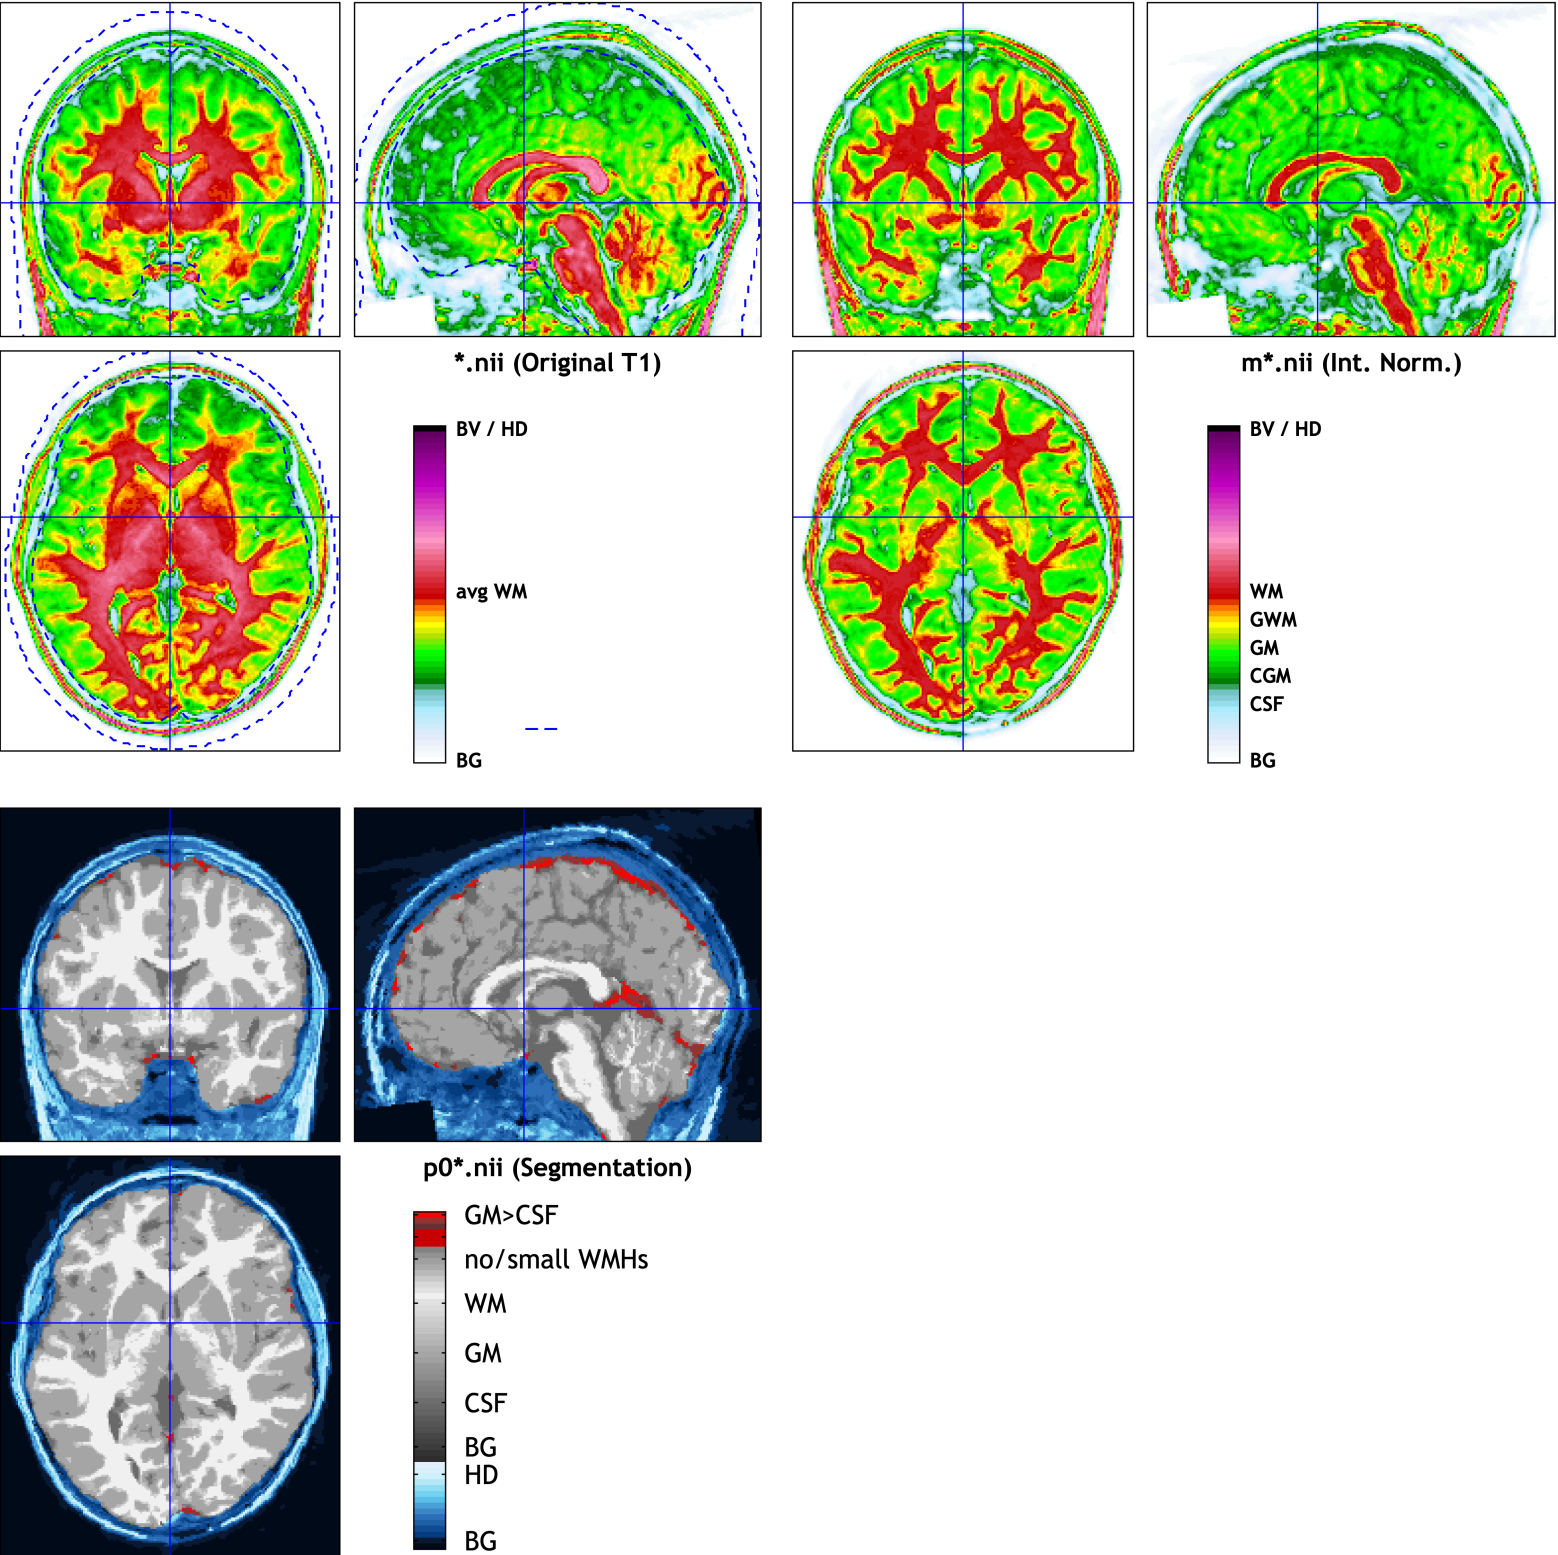 *.nii (Original T1)
BV / HD
avg WM
BG
m*.nii (Int. Norm.)
BV / HD
WM
GWM
GM
CGM
CSF
BG
p0*.nii (Segmentation)
GM>CSF
no/small WMHs
WM
GM
CSF
BG
HD
BG